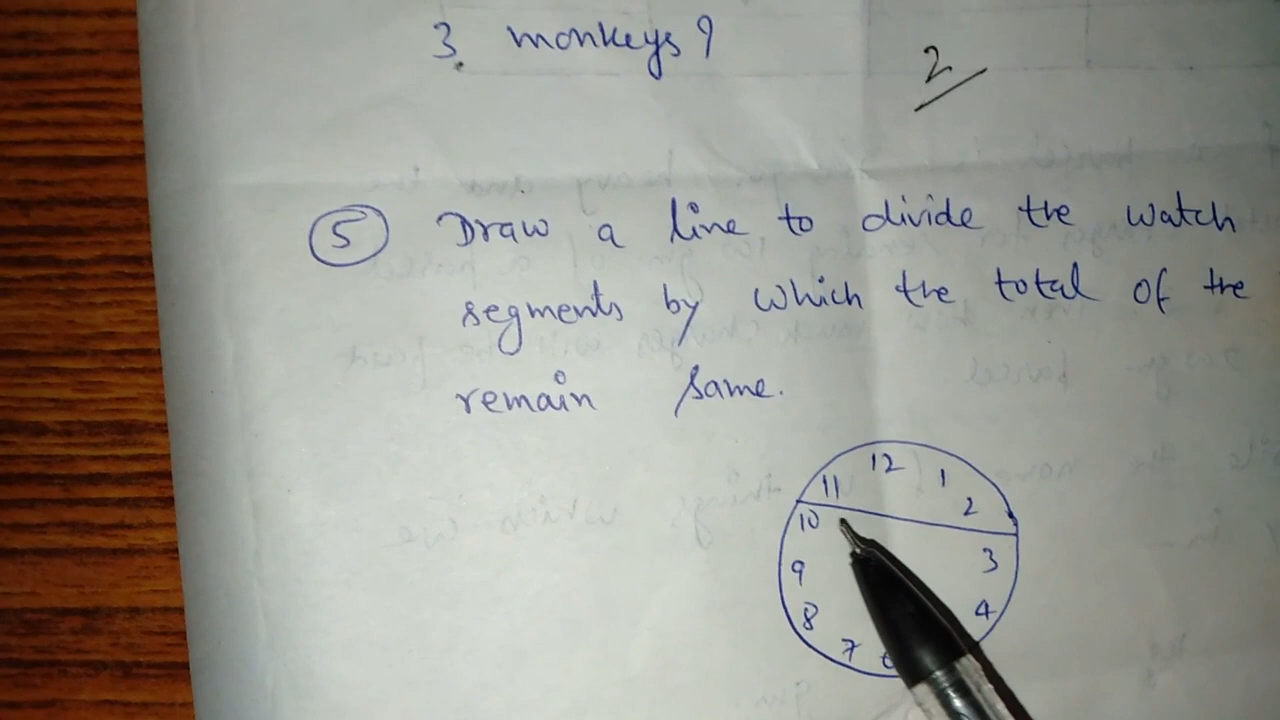 3 monkeys?
2
5 Draw a line to divide the watch
segments by which the total of the
remain same.
12
11 1
10 2
9 3
8 4
7 6